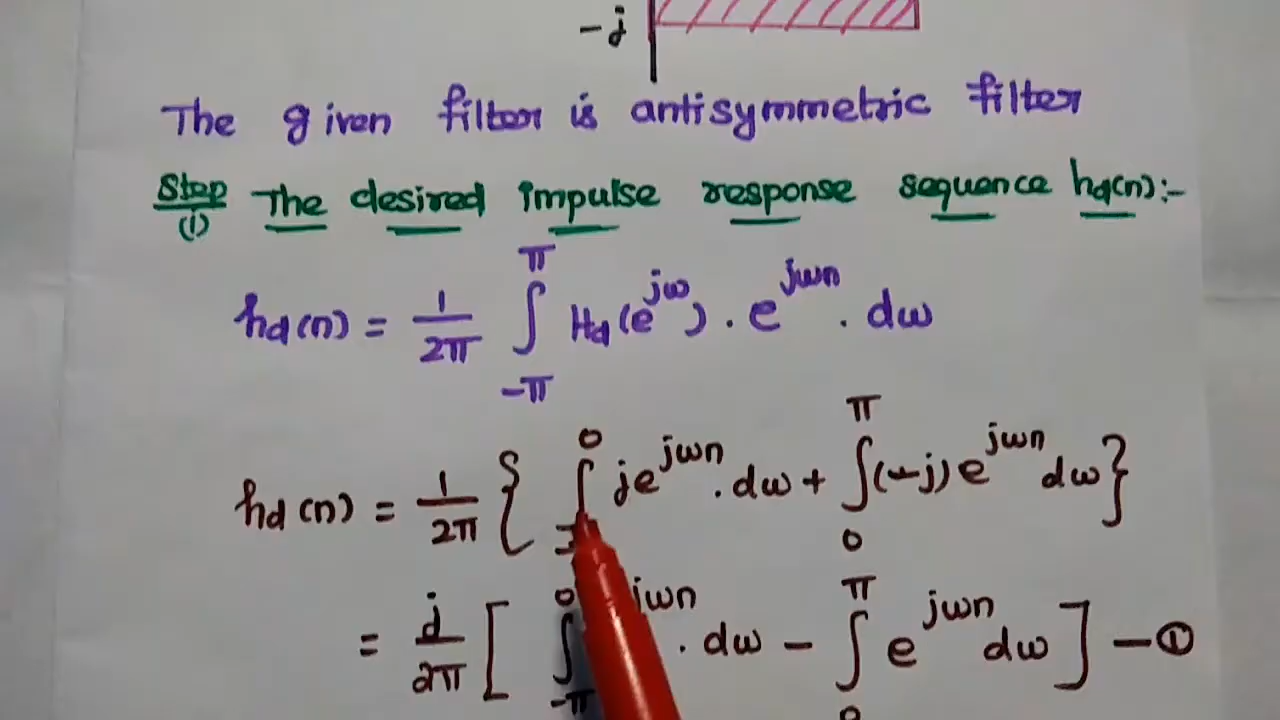 -j
The given filter is antisymmetric filter
Step (1) The desired impulse response sequence hd(n):-
hd(n) = 1/2π ∫_{-π}^{π} Hd(e^{jω}) . e^{jωn} . dω
hd(n) = 1/2π { ∫^{0} je^{jωn} . dω + ∫_{0}^{π} (-j) e^{jωn} dω }
= j/2π [ ∫_{-π}^{0} jωn . dω - ∫_{0}^{π} e^{jωn} dω ] - ①